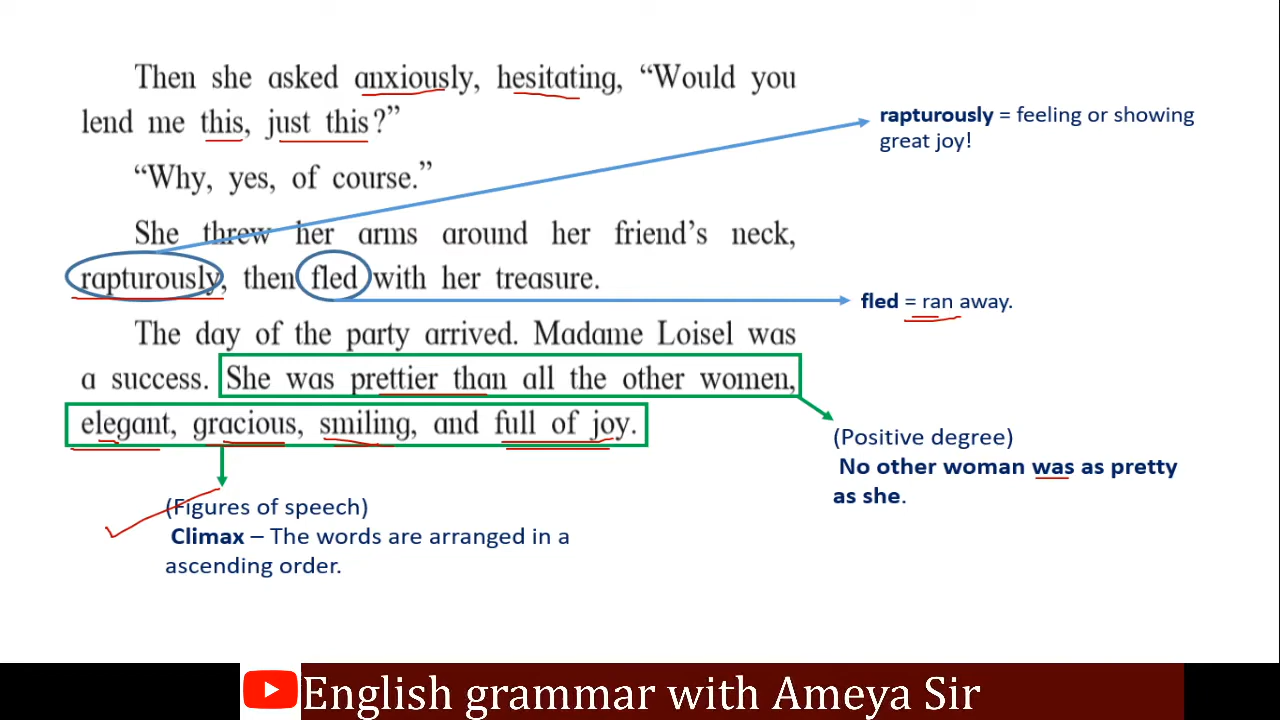 Then she asked anxiously, hesitating, “Would you
lend me this, just this?”
“Why, yes, of course.”
She threw her arms around her friend’s neck,
rapturously, then fled with her treasure.
The day of the party arrived. Madame Loisel was
a success. She was prettier than all the other women,
elegant, gracious, smiling, and full of joy.
rapturously = feeling or showing
great joy!
fled = ran away.
(Positive degree)
No other woman was as pretty
as she.
(Figures of speech)
Climax – The words are arranged in a
ascending order.
English grammar with Ameya Sir